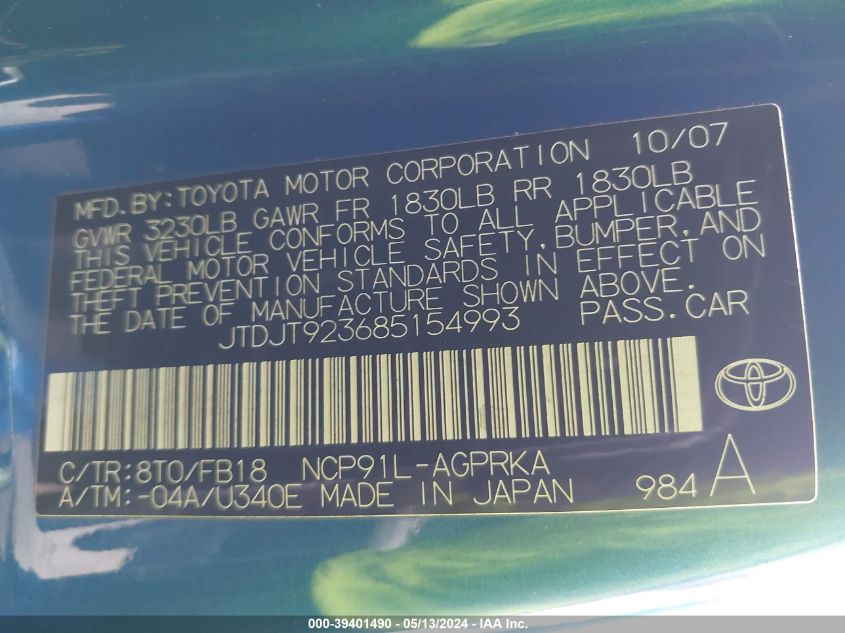 MFD.BY:TOYOTA MOTOR CORPORATION 10/07
GVWR 3230LB GAWR FR 1830LB RR 1830LB
THIS VEHICLE CONFORMS TO ALL APPLICABLE
FEDERAL MOTOR VEHICLE SAFETY,BUMPER,AND
THEFT PREVENTION STANDARDS IN EFFECT ON
THE DATE OF MANUFACTURE SHOWN ABOVE.
JTDJT923685154993 PASS.CAR
C/TR:8T0/FB18 NCP91L-AGPRKA
A/TM:-04A/U340E MADE IN JAPAN 984 A
000-39401490 - 05/13/2024 - IAA Inc.